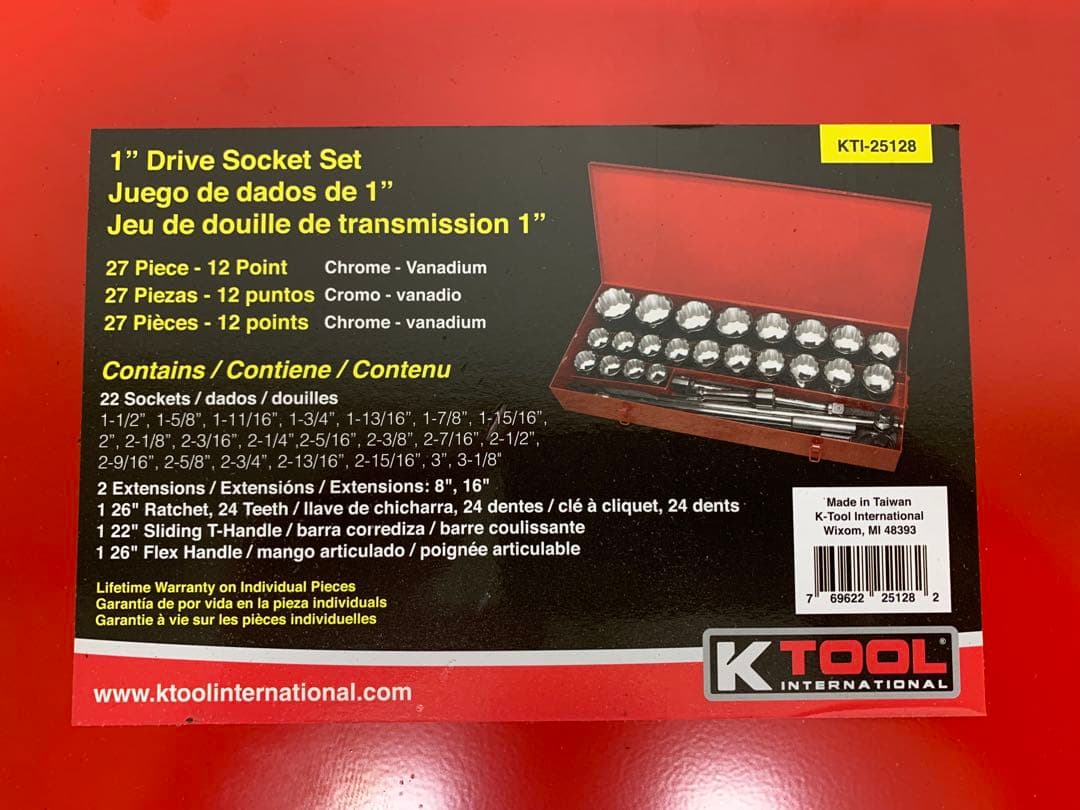 KTI-25128
1” Drive Socket Set
Juego de dados de 1”
Jeu de douille de transmission 1”
27 Piece - 12 Point Chrome - Vanadium
27 Piezas - 12 puntos Cromo - vanadio
27 Pièces - 12 points Chrome - vanadium
Contains / Contiene / Contenu
22 Sockets / dados / douilles
1-1/2”, 1-5/8”, 1-11/16”, 1-3/4”, 1-13/16”, 1-7/8”, 1-15/16”,
2”, 2-1/8”, 2-3/16”, 2-1/4”,2-5/16”, 2-3/8”, 2-7/16”, 2-1/2”,
2-9/16”, 2-5/8”, 2-3/4”, 2-13/16”, 2-15/16”, 3”, 3-1/8"
2 Extensions / Extensións / Extensions: 8", 16"
1 26" Ratchet, 24 Teeth / llave de chicharra, 24 dentes / clé à cliquet, 24 dents
1 22" Sliding T-Handle / barra corrediza / barre coulissante
1 26" Flex Handle / mango articulado / poignée articulable
Lifetime Warranty on Individual Pieces
Garantía de por vida en la pieza individuals
Garantie à vie sur les pièces individuelles
Made in Taiwan
K-Tool International
Wixom, MI 48393
7 69622 25128 2
K TOOL®
INTERNATIONAL
www.ktoolinternational.com